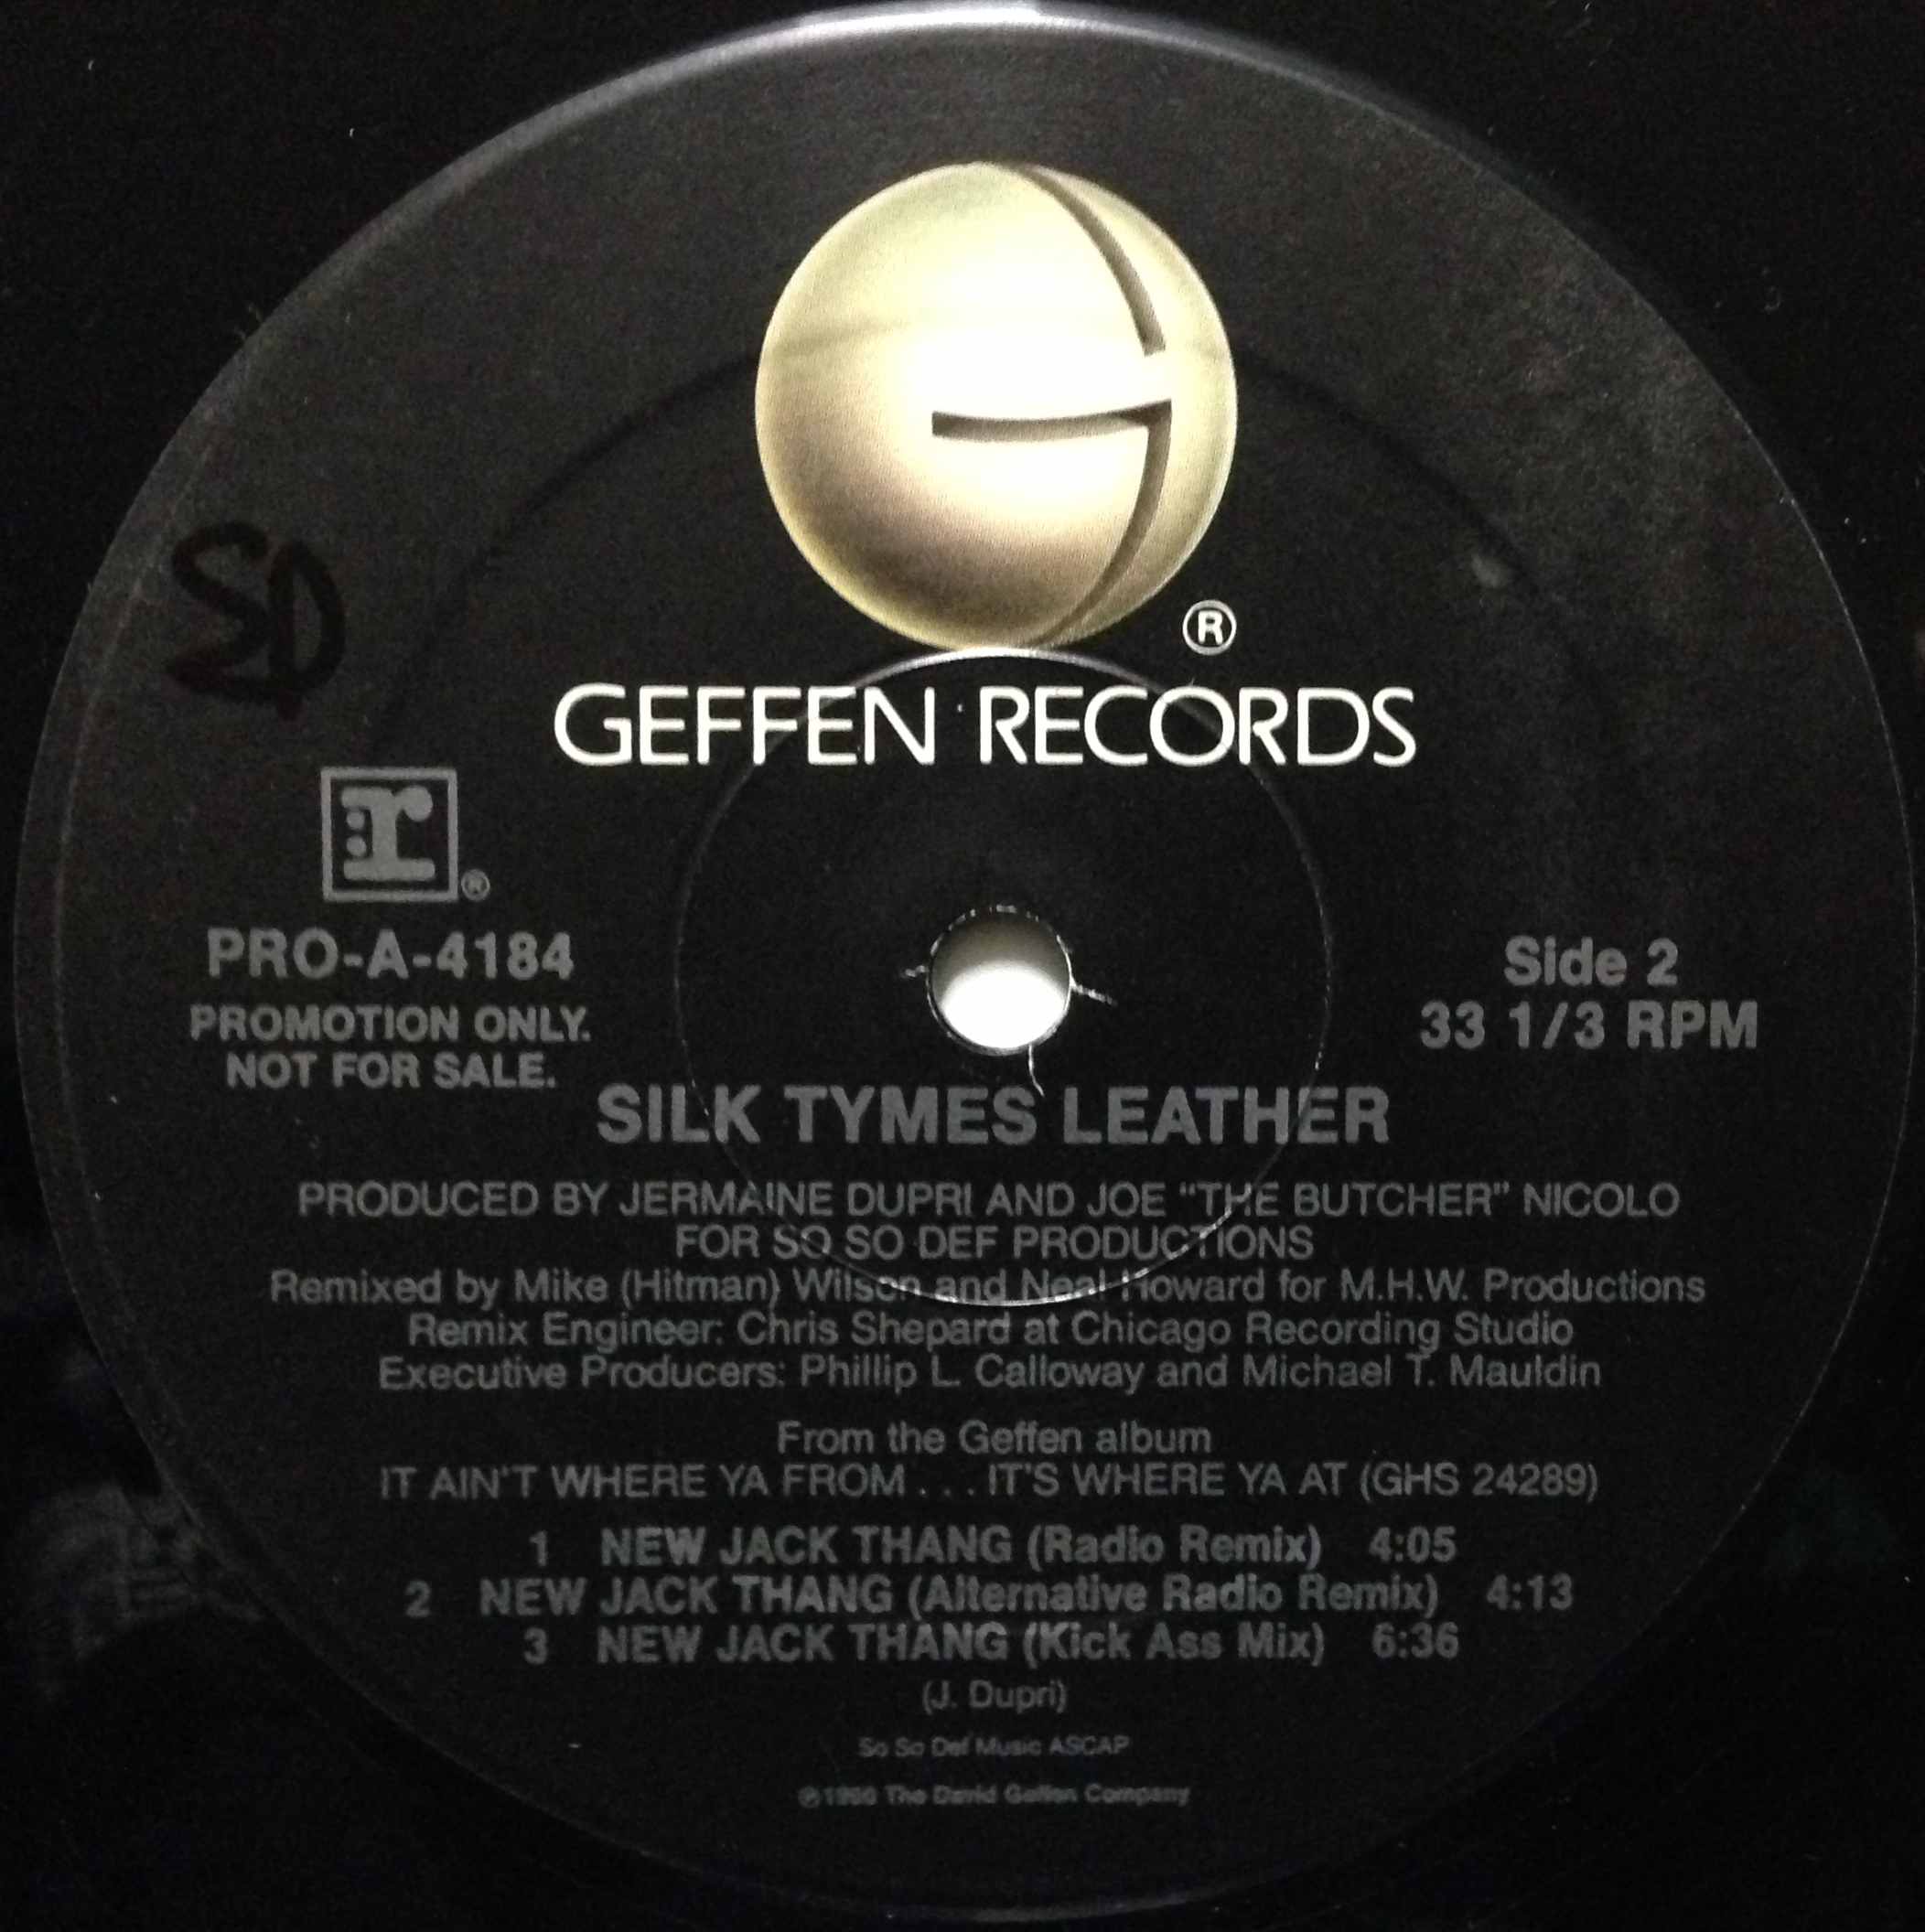 SD
®
GEFFEN RECORDS
r
®
PRO-A-4184
PROMOTION ONLY.
NOT FOR SALE.
Side 2
33 1/3 RPM
SILK TYMES LEATHER
PRODUCED BY JERMAINE DUPRI AND JOE "THE BUTCHER" NICOLO
FOR SO SO DEF PRODUCTIONS
Remixed by Mike (Hitman) Wilson and Neal Howard for M.H.W. Productions
Remix Engineer: Chris Shepard at Chicago Recording Studio
Executive Producers: Phillip L. Calloway and Michael T. Mauldin
From the Geffen album
IT AIN'T WHERE YA FROM . . . IT'S WHERE YA AT (GHS 24289)
1 NEW JACK THANG (Radio Remix) 4:05
2 NEW JACK THANG (Alternative Radio Remix) 4:13
3 NEW JACK THANG (Kick Ass Mix) 6:36
(J. Dupri)
So So Def Music ASCAP
The David Geffen Company